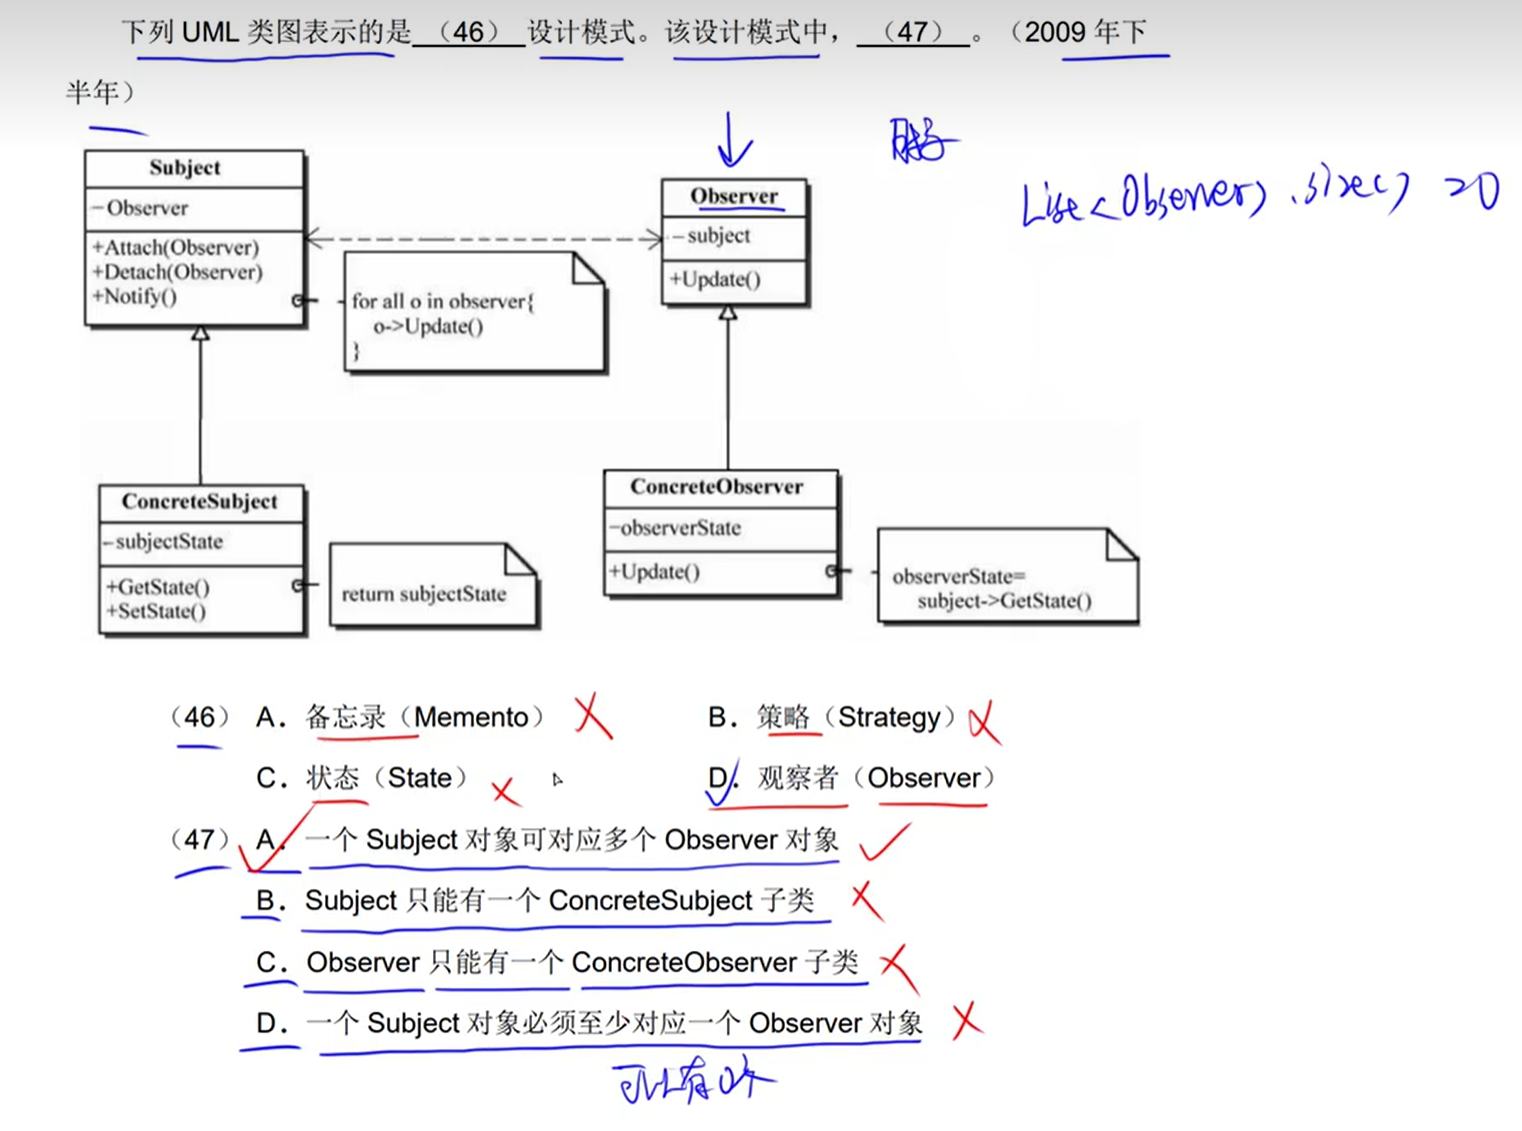 下列 UML 类图表示的是 （46） 设计模式。该设计模式中， （47） 。（2009 年下
半年）
Subject
－Observer
+Attach(Observer)
+Detach(Observer)
+Notify()
for all o in observer{
o->Update()
}
Observer
－subject
+Update()
List<Observer>.size() 20
ConcreteSubject
－subjectState
+GetState()
+SetState()
return subjectState
ConcreteObserver
－observerState
+Update()
observerState=
subject->GetState()
（46） A. 备忘录（Memento） B. 策略（Strategy）
C. 状态（State） D. 观察者（Observer）
（47） A. 一个 Subject 对象可对应多个 Observer 对象
B. Subject 只能有一个 ConcreteSubject 子类
C. Observer 只能有一个 ConcreteObserver 子类
D. 一个 Subject 对象必须至少对应一个 Observer 对象
可以有0个